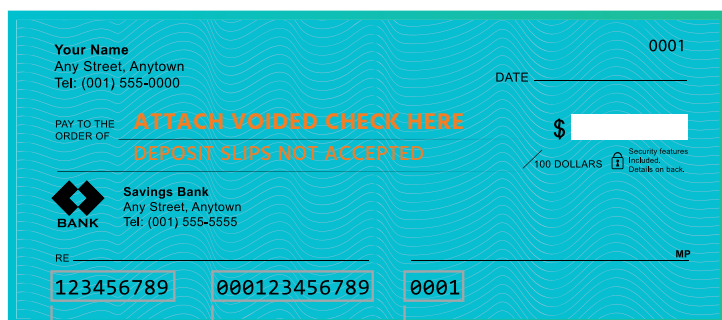 Your Name
Any Street, Anytown
Tel: (001) 555-0000
0001
DATE
PAY TO THE
ORDER OF
ATTACH VOIDED CHECK HERE
DEPOSIT SLIPS NOT ACCEPTED
$
100 DOLLARS
Security features
Included.
Details on back.
BANK
Savings Bank
Any Street, Anytown
Tel: (001) 555-5555
RE
MP
123456789 000123456789 0001